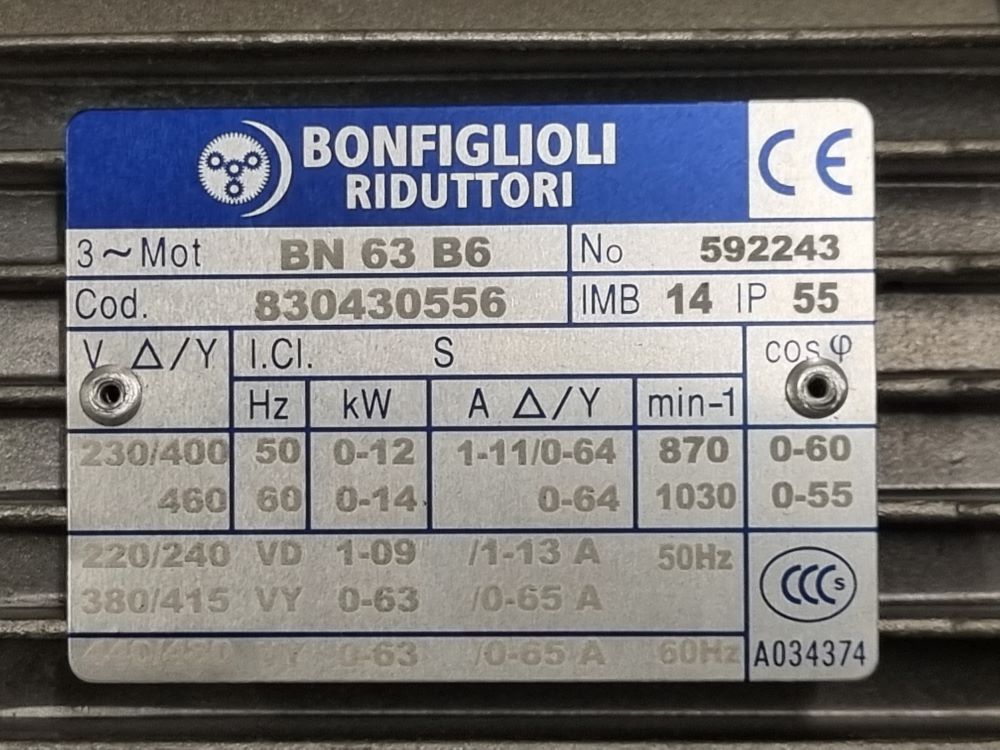 BONFIGLIOLI
RIDUTTORI
CE
3~Mot BN 63 B6 No 592243
Cod. 830430556 IMB 14 IP 55
V Δ/Y I.Cl. S cos φ
Hz kW A Δ/Y min-1
230/400 50 0-12 1-11/0-64 870 0-60
460 60 0-14 0-64 1030 0-55
220/240 VD 1-09 /1-13 A 50Hz
380/415 VY 0-63 /0-65 A
CCC S
0-63 /0-65 A 60Hz A034374